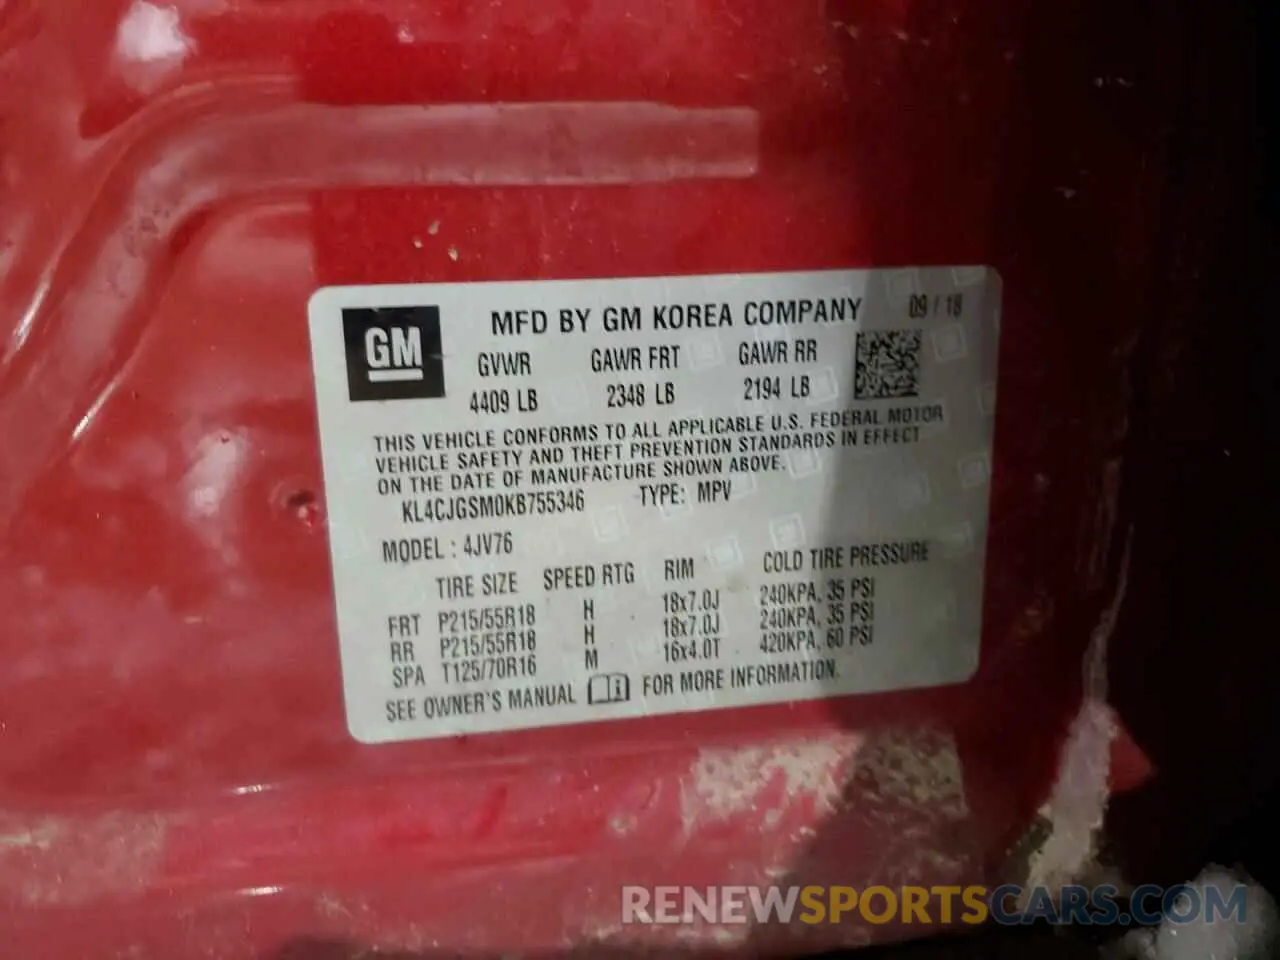 GM
MFD BY GM KOREA COMPANY 09 / 18
GVWR GAWR FRT GAWR RR
4409 LB 2348 LB 2194 LB
THIS VEHICLE CONFORMS TO ALL APPLICABLE U.S. FEDERAL MOTOR
VEHICLE SAFETY AND THEFT PREVENTION STANDARDS IN EFFECT
ON THE DATE OF MANUFACTURE SHOWN ABOVE.
KL4CJGSM0KB755346 TYPE: MPV
MODEL : 4JV76
TIRE SIZE SPEED RTG RIM COLD TIRE PRESSURE
FRT P215/55R18 H 18x7.0J 240KPA, 35 PSI
RR P215/55R18 H 18x7.0J 240KPA, 35 PSI
SPA T125/70R16 M 16x4.0T 420KPA, 60 PSI
SEE OWNER'S MANUAL FOR MORE INFORMATION.
RENEWSPORTSCARS.COM